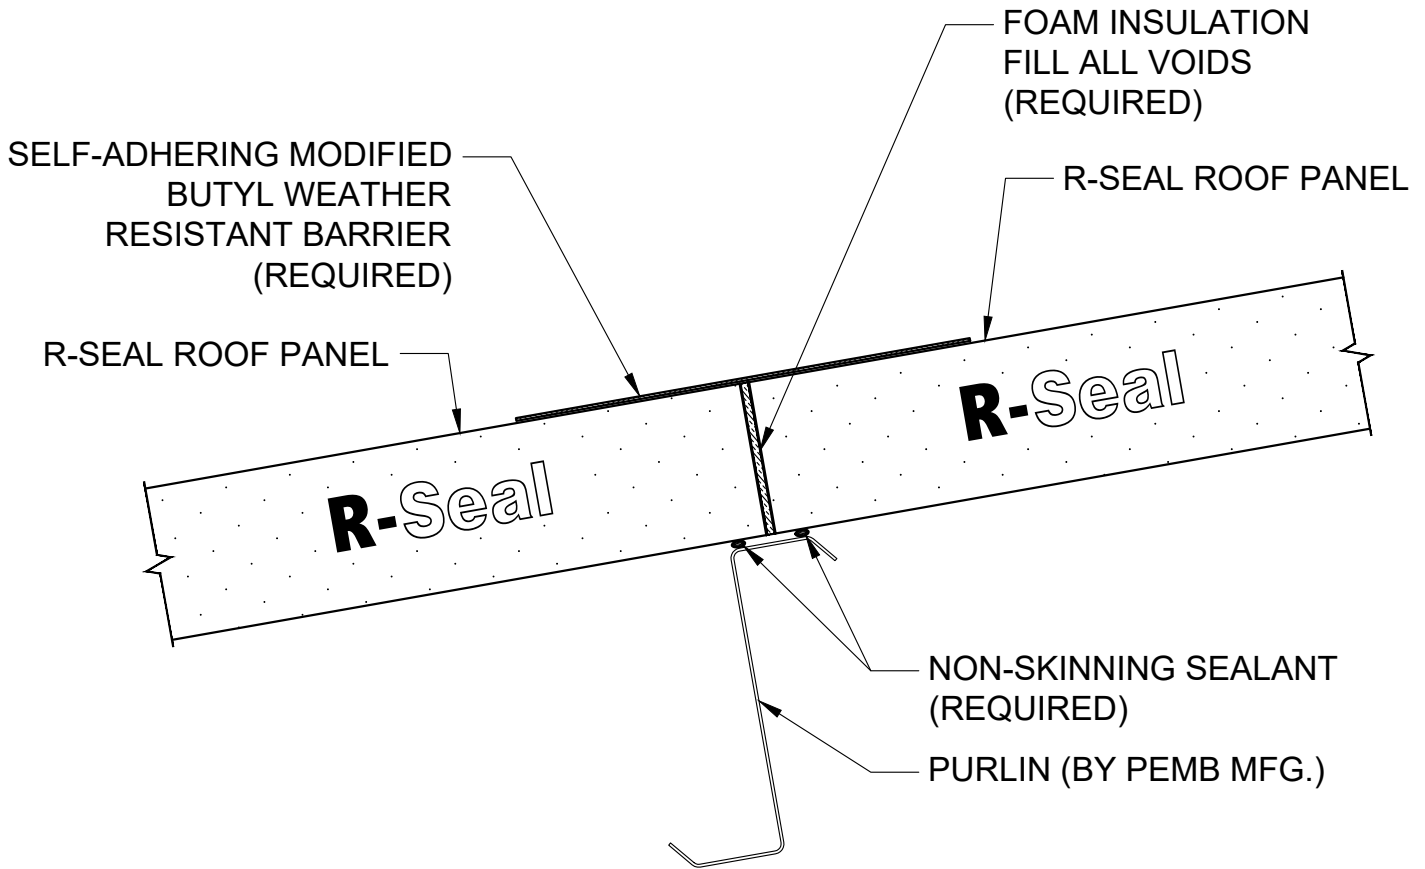 FOAM INSULATION
FILL ALL VOIDS
(REQUIRED)
SELF-ADHERING MODIFIED
BUTYL WEATHER
RESISTANT BARRIER
(REQUIRED)
R-SEAL ROOF PANEL
R-SEAL ROOF PANEL
R-Seal
R-Seal
NON-SKINNING SEALANT
(REQUIRED)
PURLIN (BY PEMB MFG.)